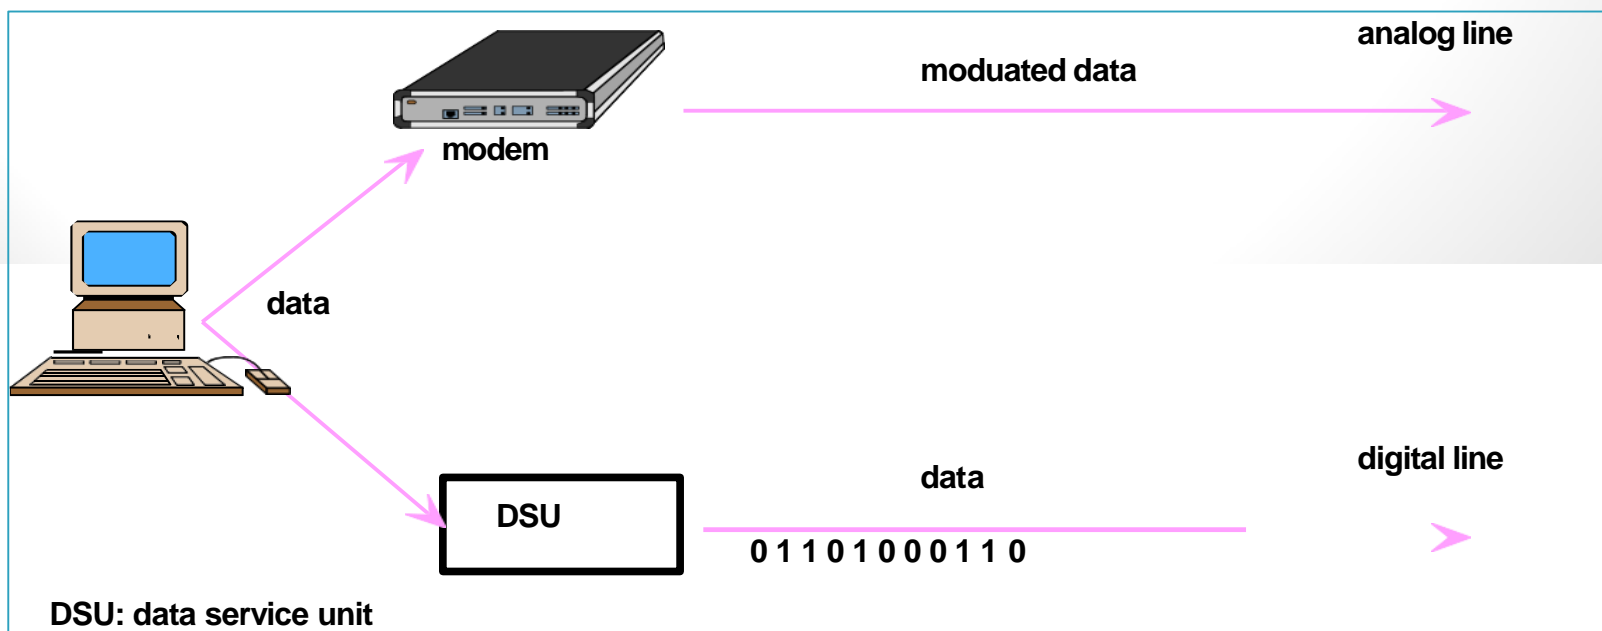 analog line
moduated data
modem
data
digital line
data
DSU
0 1 1 0 1 0 0 0 1 1 0
DSU: data service unit